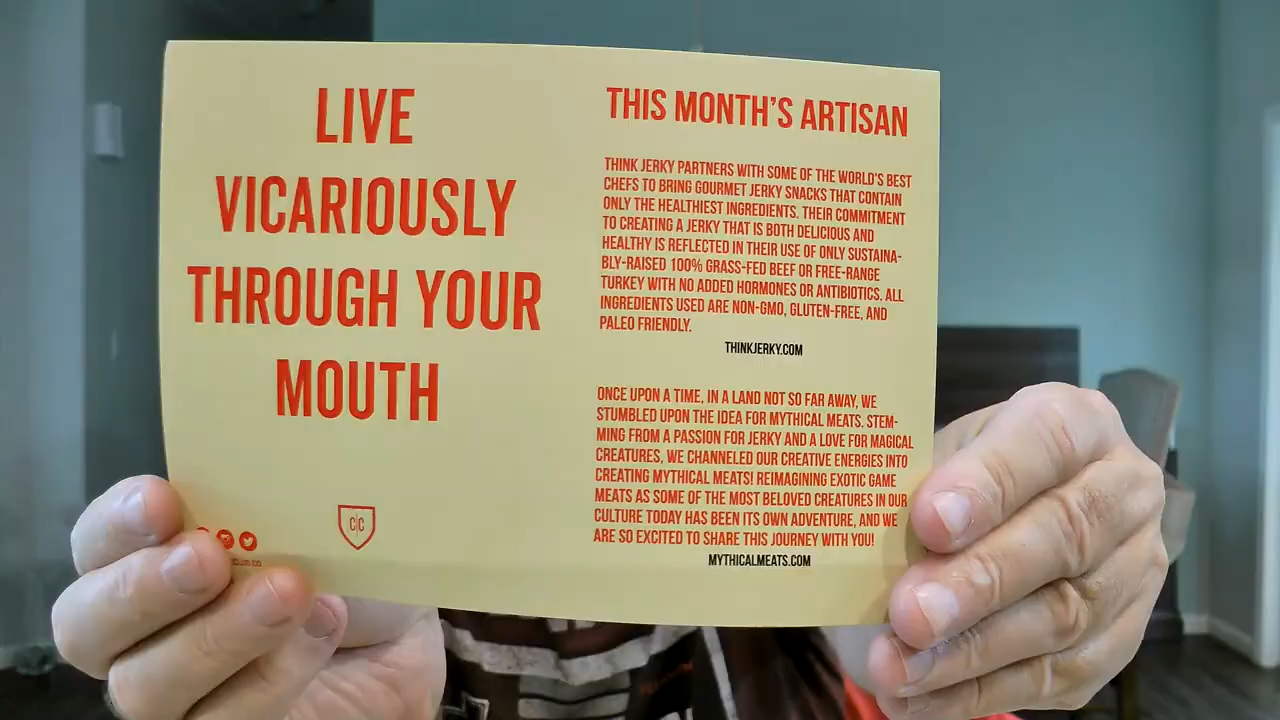 LIVE
VICARIOUSLY
THROUGH YOUR
MOUTH
C|C
THIS MONTH'S ARTISAN
THINK JERKY PARTNERS WITH SOME OF THE WORLD'S BEST
CHEFS TO BRING GOURMET JERKY SNACKS THAT CONTAIN
ONLY THE HEALTHIEST INGREDIENTS. THEIR COMMITMENT
TO CREATING A JERKY THAT IS BOTH DELICIOUS AND
HEALTHY IS REFLECTED IN THEIR USE OF ONLY SUSTAINA-
BLY-RAISED 100% GRASS-FED BEEF OR FREE-RANGE
TURKEY WITH NO ADDED HORMONES OR ANTIBIOTICS. ALL
INGREDIENTS USED ARE NON-GMO, GLUTEN-FREE, AND
PALEO FRIENDLY.
THINKJERKY.COM
ONCE UPON A TIME, IN A LAND NOT SO FAR AWAY, WE
STUMBLED UPON THE IDEA FOR MYTHICAL MEATS. STEM-
MING FROM A PASSION FOR JERKY AND A LOVE FOR MAGICAL
CREATURES, WE CHANNELED OUR CREATIVE ENERGIES INTO
CREATING MYTHICAL MEATS! REIMAGINING EXOTIC GAME
MEATS AS SOME OF THE MOST BELOVED CREATURES IN OUR
CULTURE TODAY HAS BEEN ITS OWN ADVENTURE, AND WE
ARE SO EXCITED TO SHARE THIS JOURNEY WITH YOU!
MYTHICALMEATS.COM